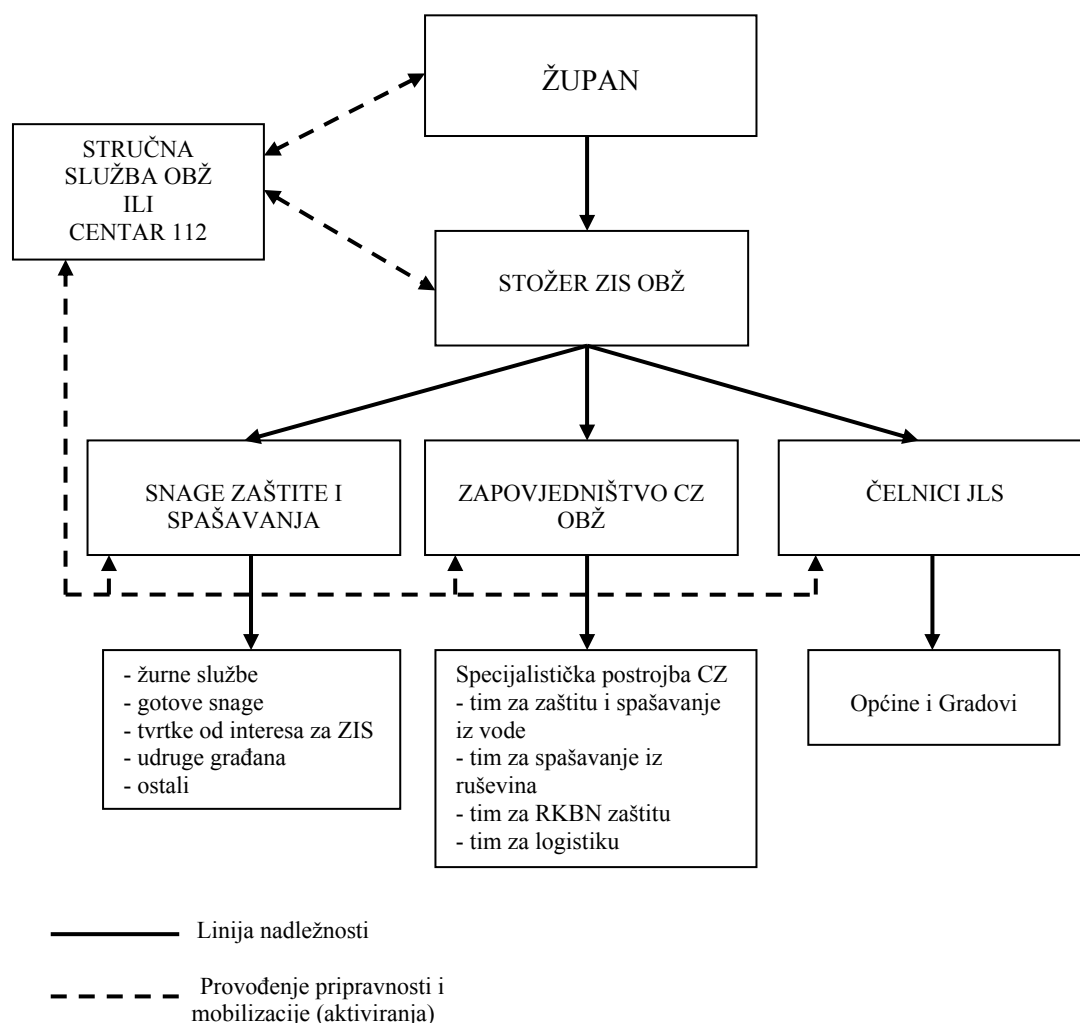 ŽUPAN
STRUČNA
SLUŽBA OBŽ
ILI
CENTAR 112
STOŽER ZIS OBŽ
SNAGE ZAŠTITE I
SPAŠAVANJA
ZAPOVJEDNIŠTVO CZ
OBŽ
ČELNICI JLS
- žurne službe
- gotove snage
- tvrtke od interesa za ZIS
- udruge građana
- ostali
Specijalistička postrojba CZ
- tim za zaštitu i spašavanje
iz vode
- tim za spašavanje iz
ruševina
- tim za RKBN zaštitu
- tim za logistiku
Općine i Gradovi
Linija nadležnosti
Provođenje pripravnosti i
mobilizacije (aktiviranja)